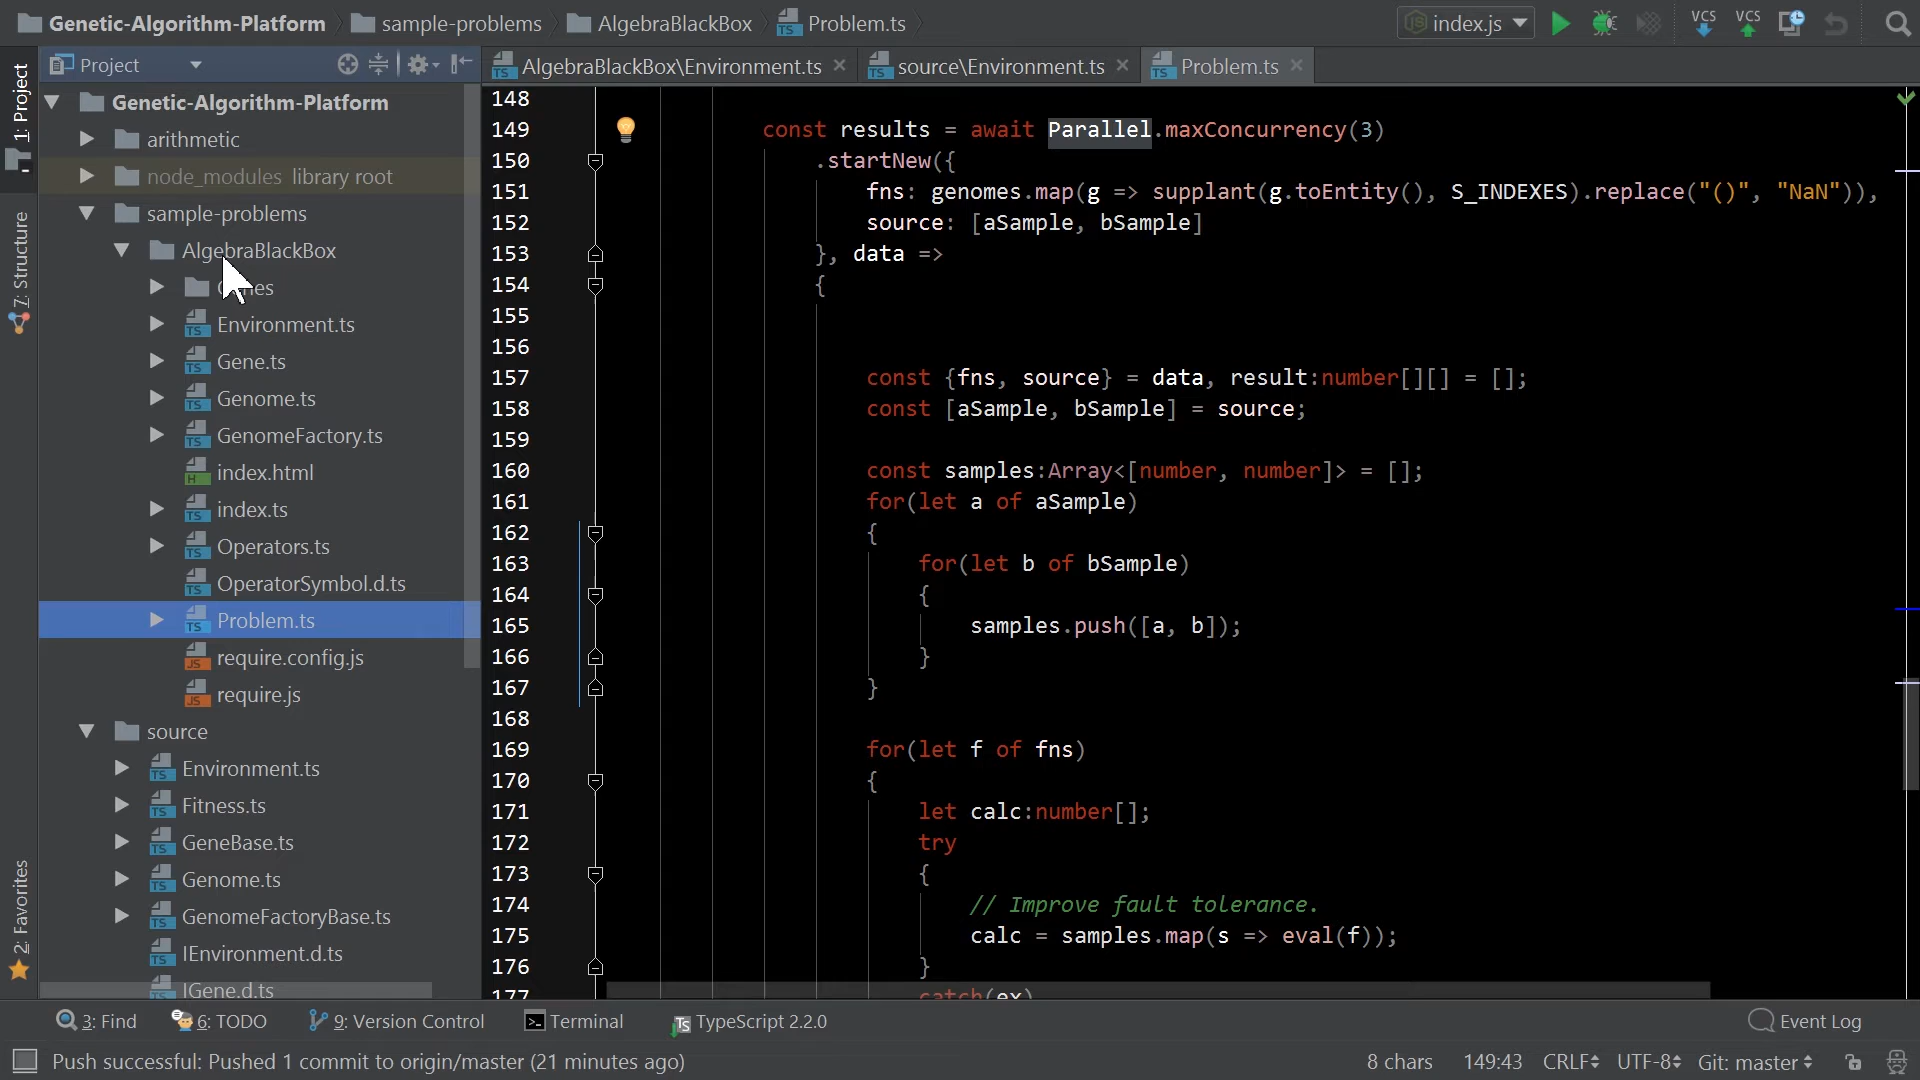 Genetic-Algorithm-Platform sample-problems AlgebraBlackBox Problem.ts index.js VCS VCS
Project AlgebraBlackBox\Environment.ts source\Environment.ts Problem.ts
1: Project
7: Structure
2: Favorites
Genetic-Algorithm-Platform
arithmetic
node_modules library root
sample-problems
AlgebraBlackBox
Environment.ts
Gene.ts
Genome.ts
GenomeFactory.ts
index.html
index.ts
Operators.ts
OperatorSymbol.d.ts
Problem.ts
require.config.js
require.js
source
Environment.ts
Fitness.ts
GeneBase.ts
Genome.ts
GenomeFactoryBase.ts
IEnvironment.d.ts
IGene.d.ts
148
149 const results = await Parallel.maxConcurrency(3)
150 .startNew({
151 fns: genomes.map(g => supplant(g.toEntity(), S_INDEXES).replace("()", "NaN")),
152 source: [aSample, bSample]
153 }, data =>
154 {
155
156
157 const {fns, source} = data, result:number[][] = [];
158 const [aSample, bSample] = source;
159
160 const samples:Array<[number, number]> = [];
161 for(let a of aSample)
162 {
163 for(let b of bSample)
164 {
165 samples.push([a, b]);
166 }
167 }
168
169 for(let f of fns)
170 {
171 let calc:number[];
172 try
173 {
174 // Improve fault tolerance.
175 calc = samples.map(s => eval(f));
176 }
177 catch(ex)
3: Find 6: TODO 9: Version Control Terminal TypeScript 2.2.0 Event Log
Push successful: Pushed 1 commit to origin/master (21 minutes ago) 8 chars 149:43 CRLF UTF-8 Git: master